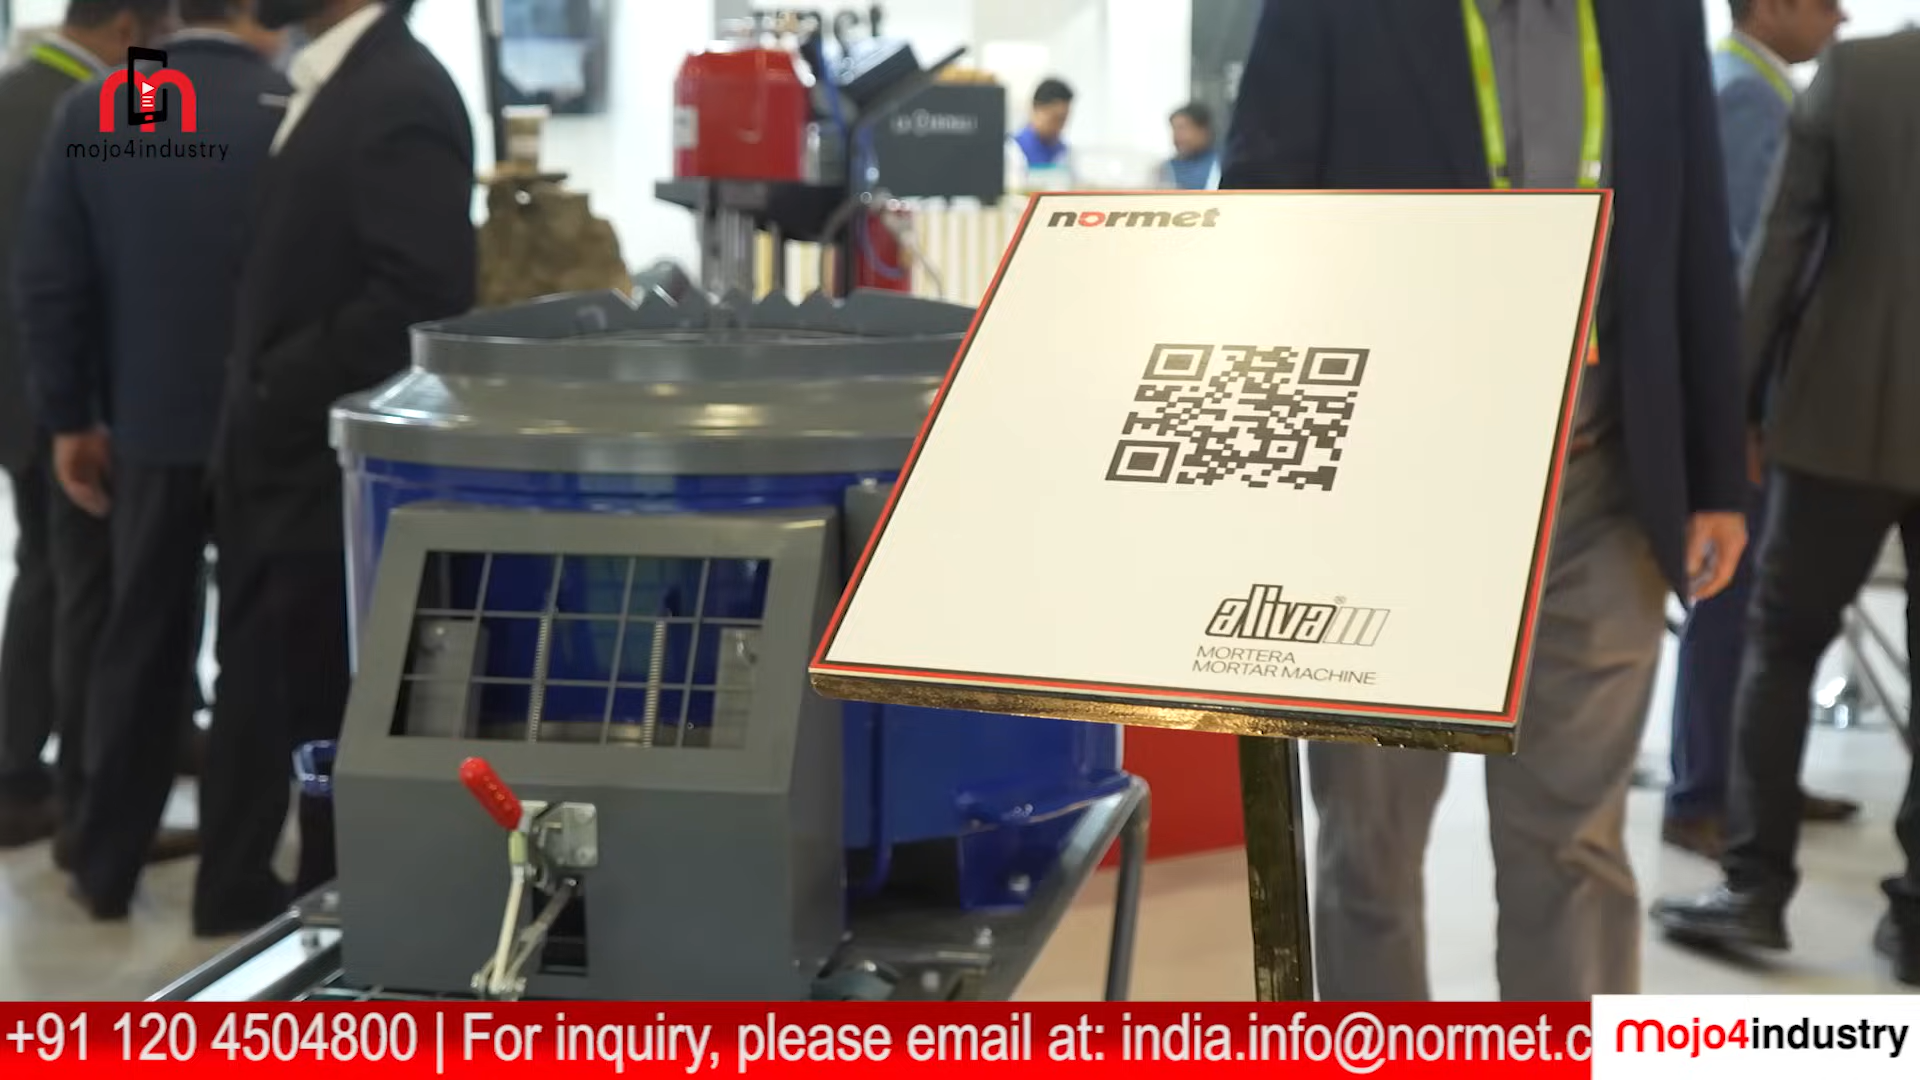 mojo4industry
normet
aliva®
MORTERA
MORTAR MACHINE
+91 120 4504800 | For inquiry, please email at: india.info@normet.c
mojo4industry